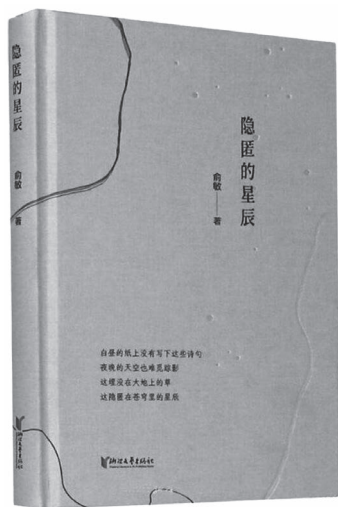 隐匿的星辰
俞敏
著
隐匿的星辰
俞敏
著
白昼的纸上没有写下这些诗句
夜晚的天空也难觅踪影
这埋没在大地上的草
这隐匿在苍穹里的星辰
浙江文艺出版社